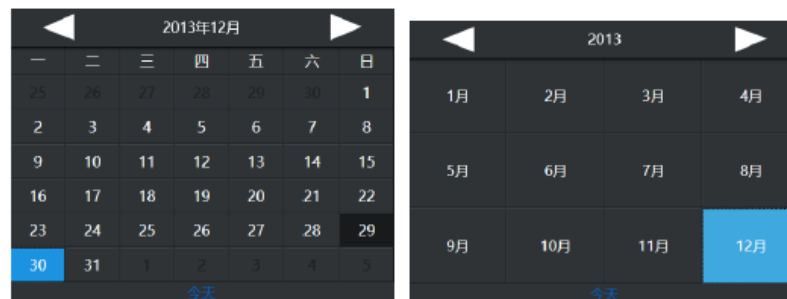 2013年12月
一 二 三 四 五 六 日
25 26 27 28 29 30 1
2 3 4 5 6 7 8
9 10 11 12 13 14 15
16 17 18 19 20 21 22
23 24 25 26 27 28 29
30 31 1 2 3 4 5
今天
2013
1月 2月 3月 4月
5月 6月 7月 8月
9月 10月 11月 12月
今天